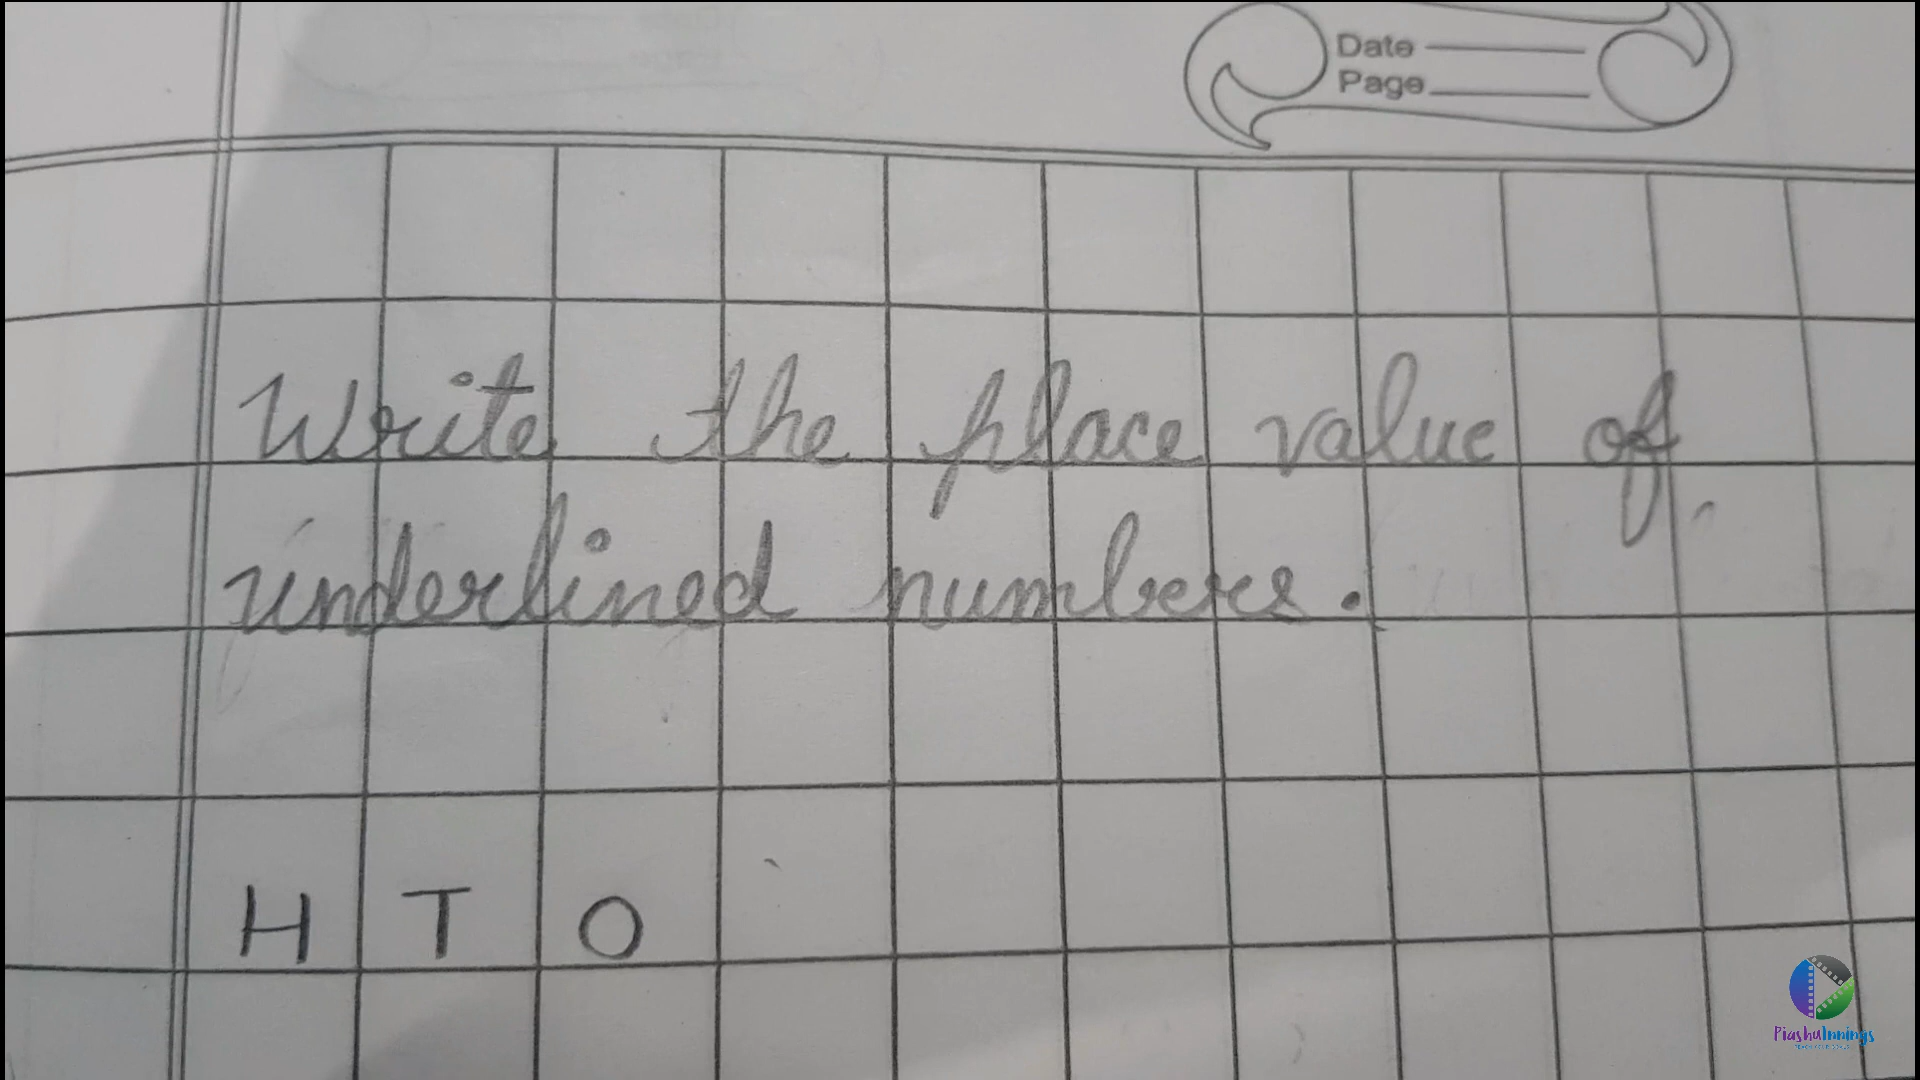 Date
Page
Write the place value of
underlined numbers.
H T O
PiashuInnings